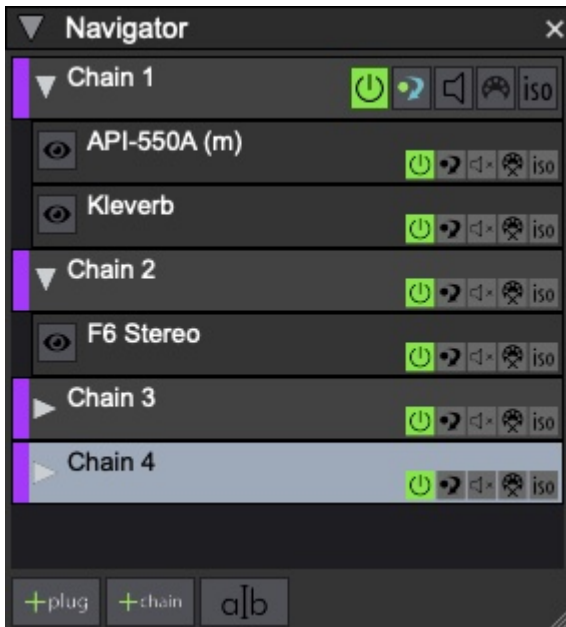 Navigator
Chain 1
iso
API-550A (m)
iso
Kleverb
iso
Chain 2
iso
F6 Stereo
iso
Chain 3
iso
Chain 4
iso
+plug +chain a|b